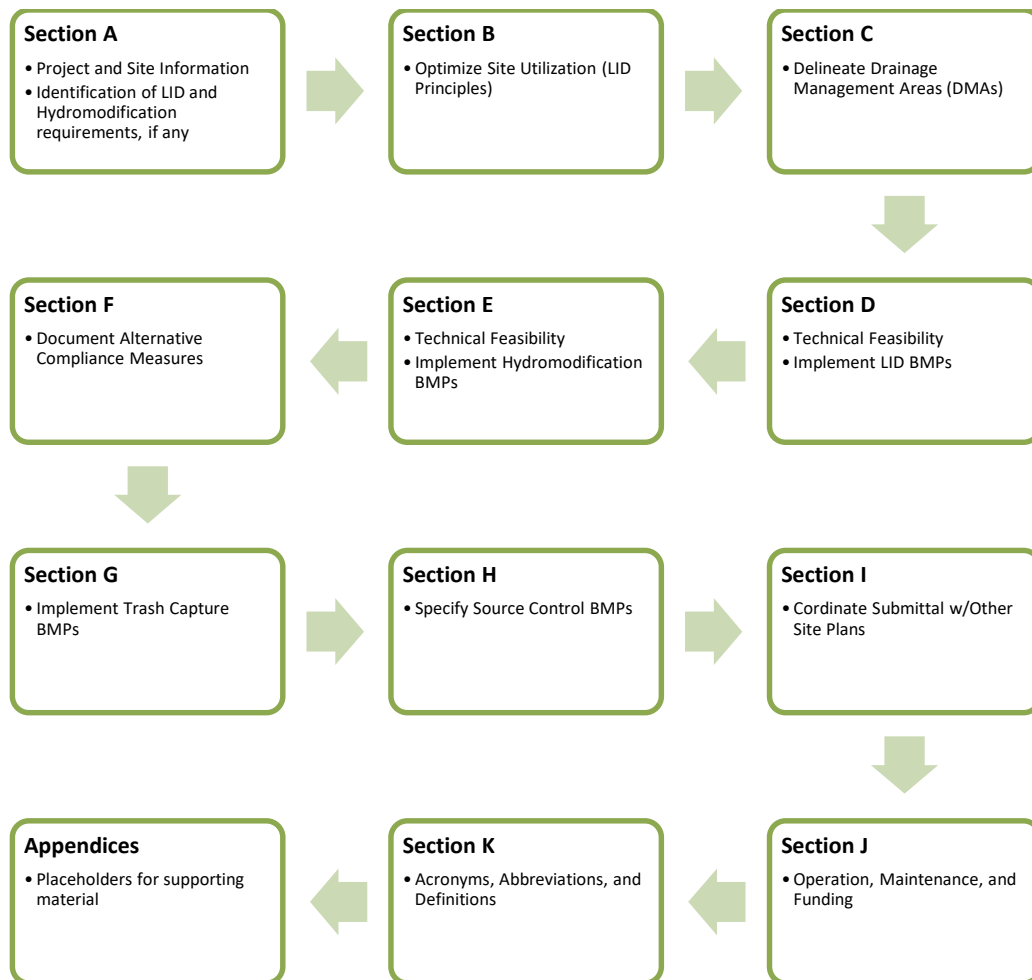 Section A
• Project and Site Information
• Identification of LID and
Hydromodification
requirements, if any
Section B
• Optimize Site Utilization (LID
Principles)
Section C
• Delineate Drainage
Management Areas (DMAs)
Section D
• Technical Feasibility
• Implement LID BMPs
Section E
• Technical Feasibility
• Implement Hydromodification
BMPs
Section F
• Document Alternative
Compliance Measures
Section G
• Implement Trash Capture
BMPs
Section H
• Specify Source Control BMPs
Section I
• Cordinate Submittal w/Other
Site Plans
Section J
• Operation, Maintenance, and
Funding
Section K
• Acronyms, Abbreviations, and
Definitions
Appendices
• Placeholders for supporting
material